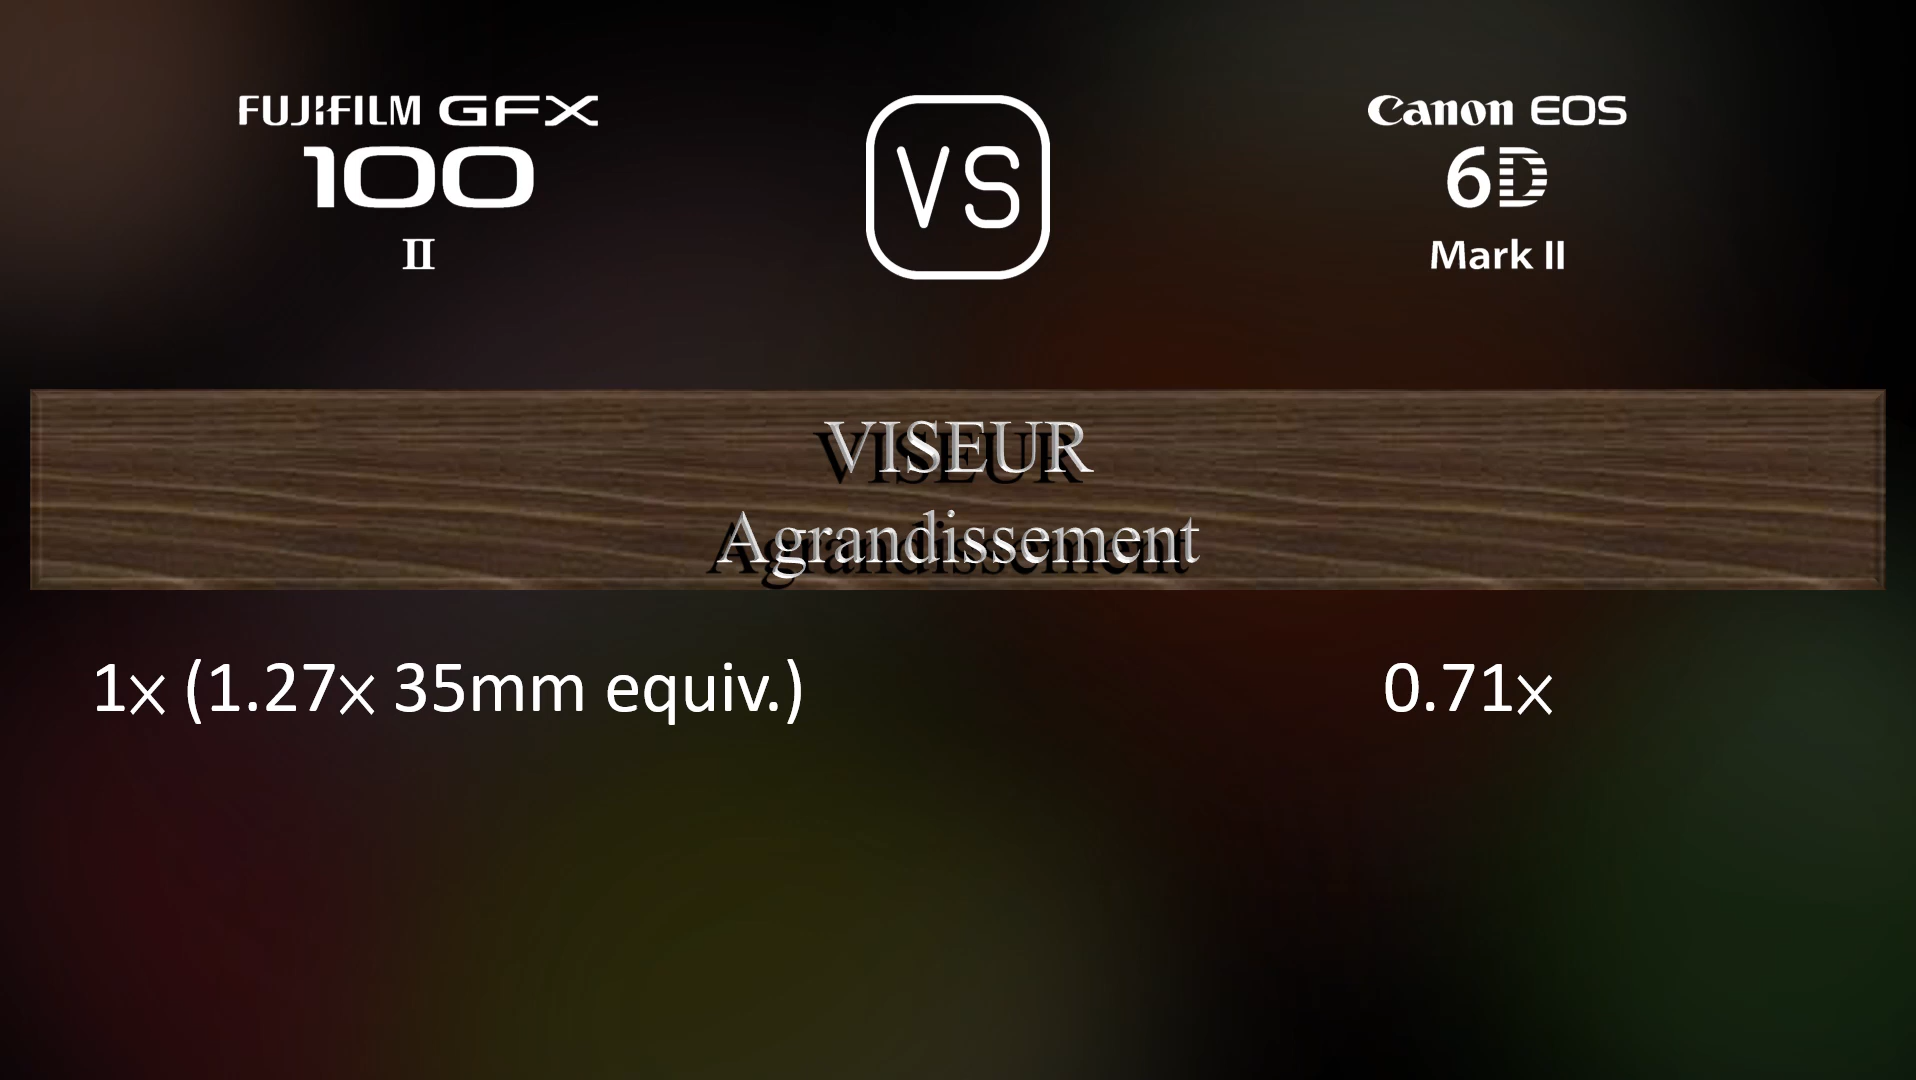 FUJIFILM GFX
100
II
VS
Canon EOS
6D
Mark II
VISEUR
Agrandissement
1x (1.27x 35mm equiv.)
0.71x